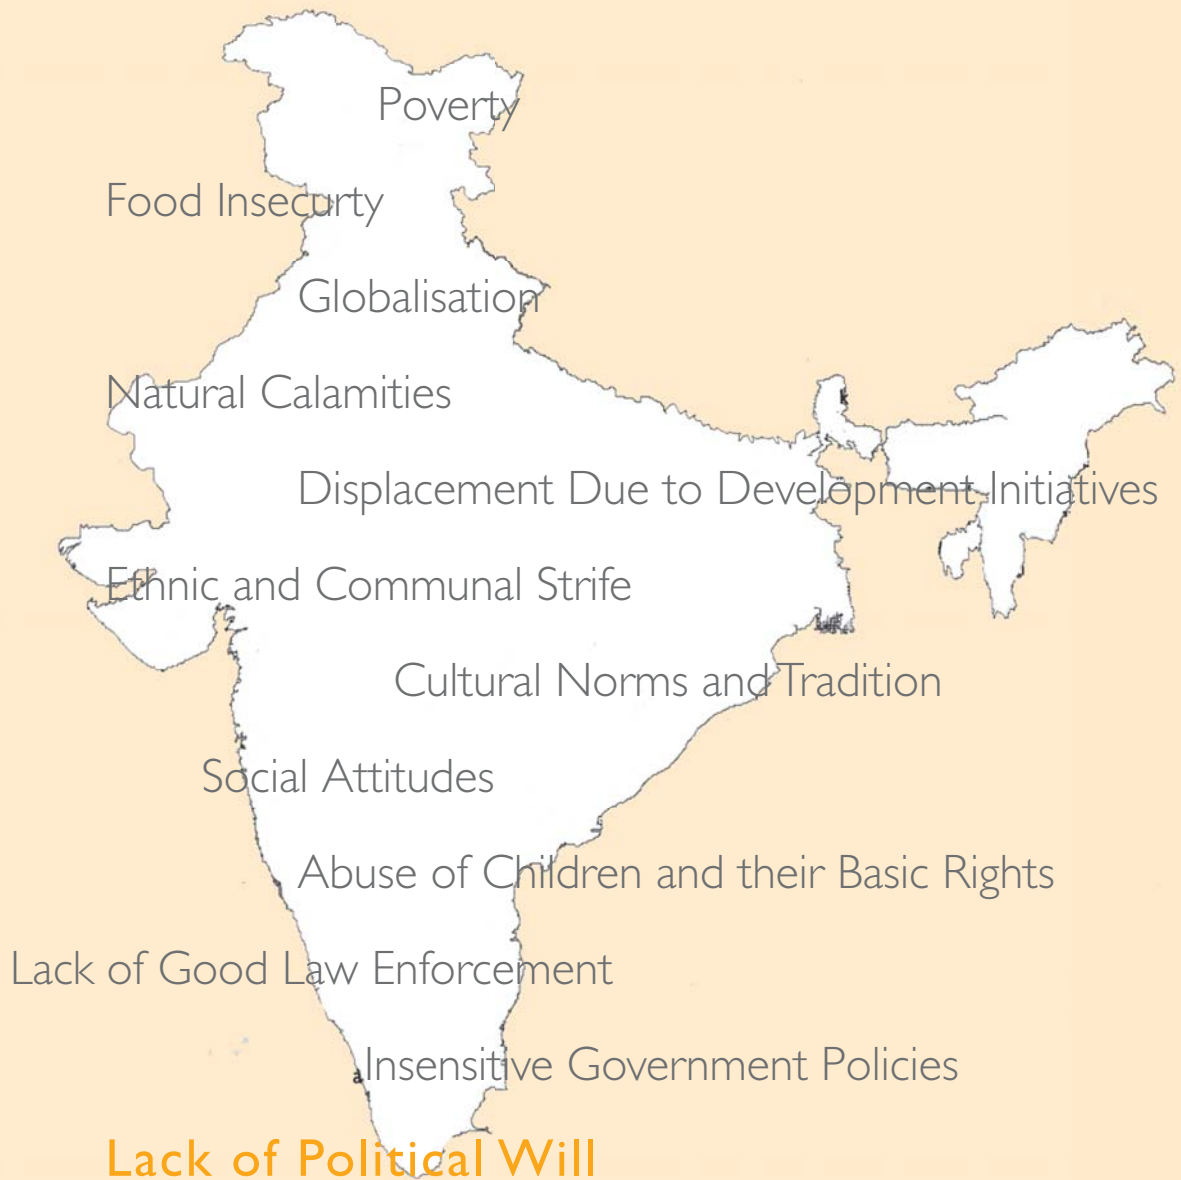 Poverty
Food Insecurty
Globalisation
Natural Calamities
k
Displacement Due to Development Initiatives
Ethnic and Communal Strife
Cultural Norms and Tradition
Social Attitudes
Abuse of Children and their Basic Rights
Lack of Good Law Enforcement
a
Insensitive Government Policies
Lack of Political Will